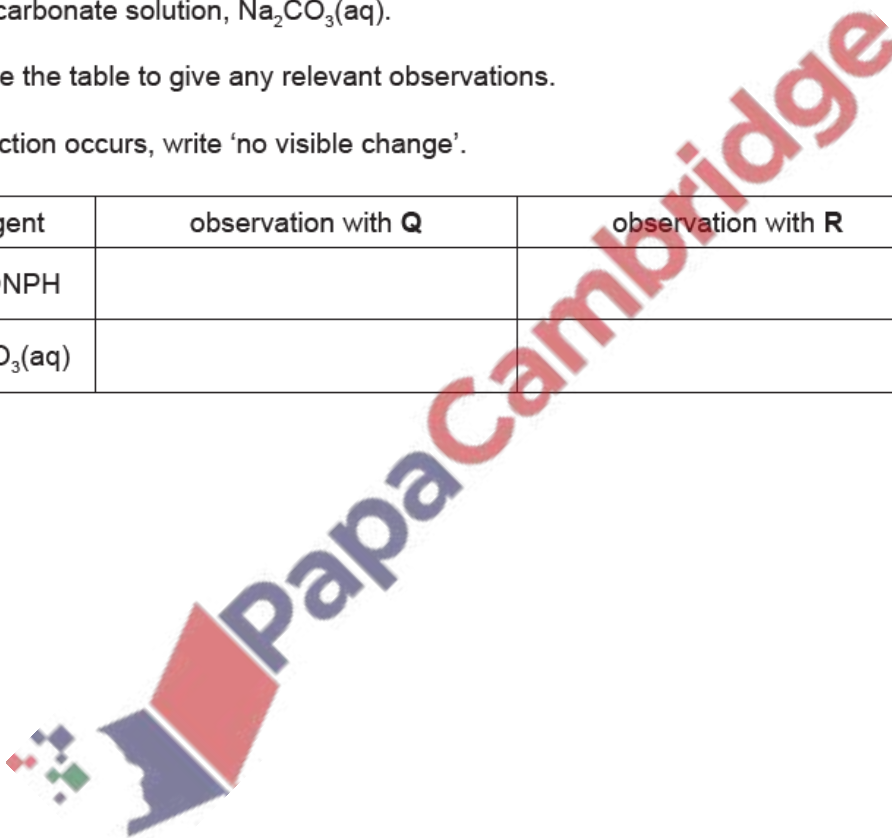 carbonate solution, Na₂CO₃(aq).
e the table to give any relevant observations.
ction occurs, write ‘no visible change’.
gent observation with Q observation with R
NPH
O₃(aq)
PapaCambridge